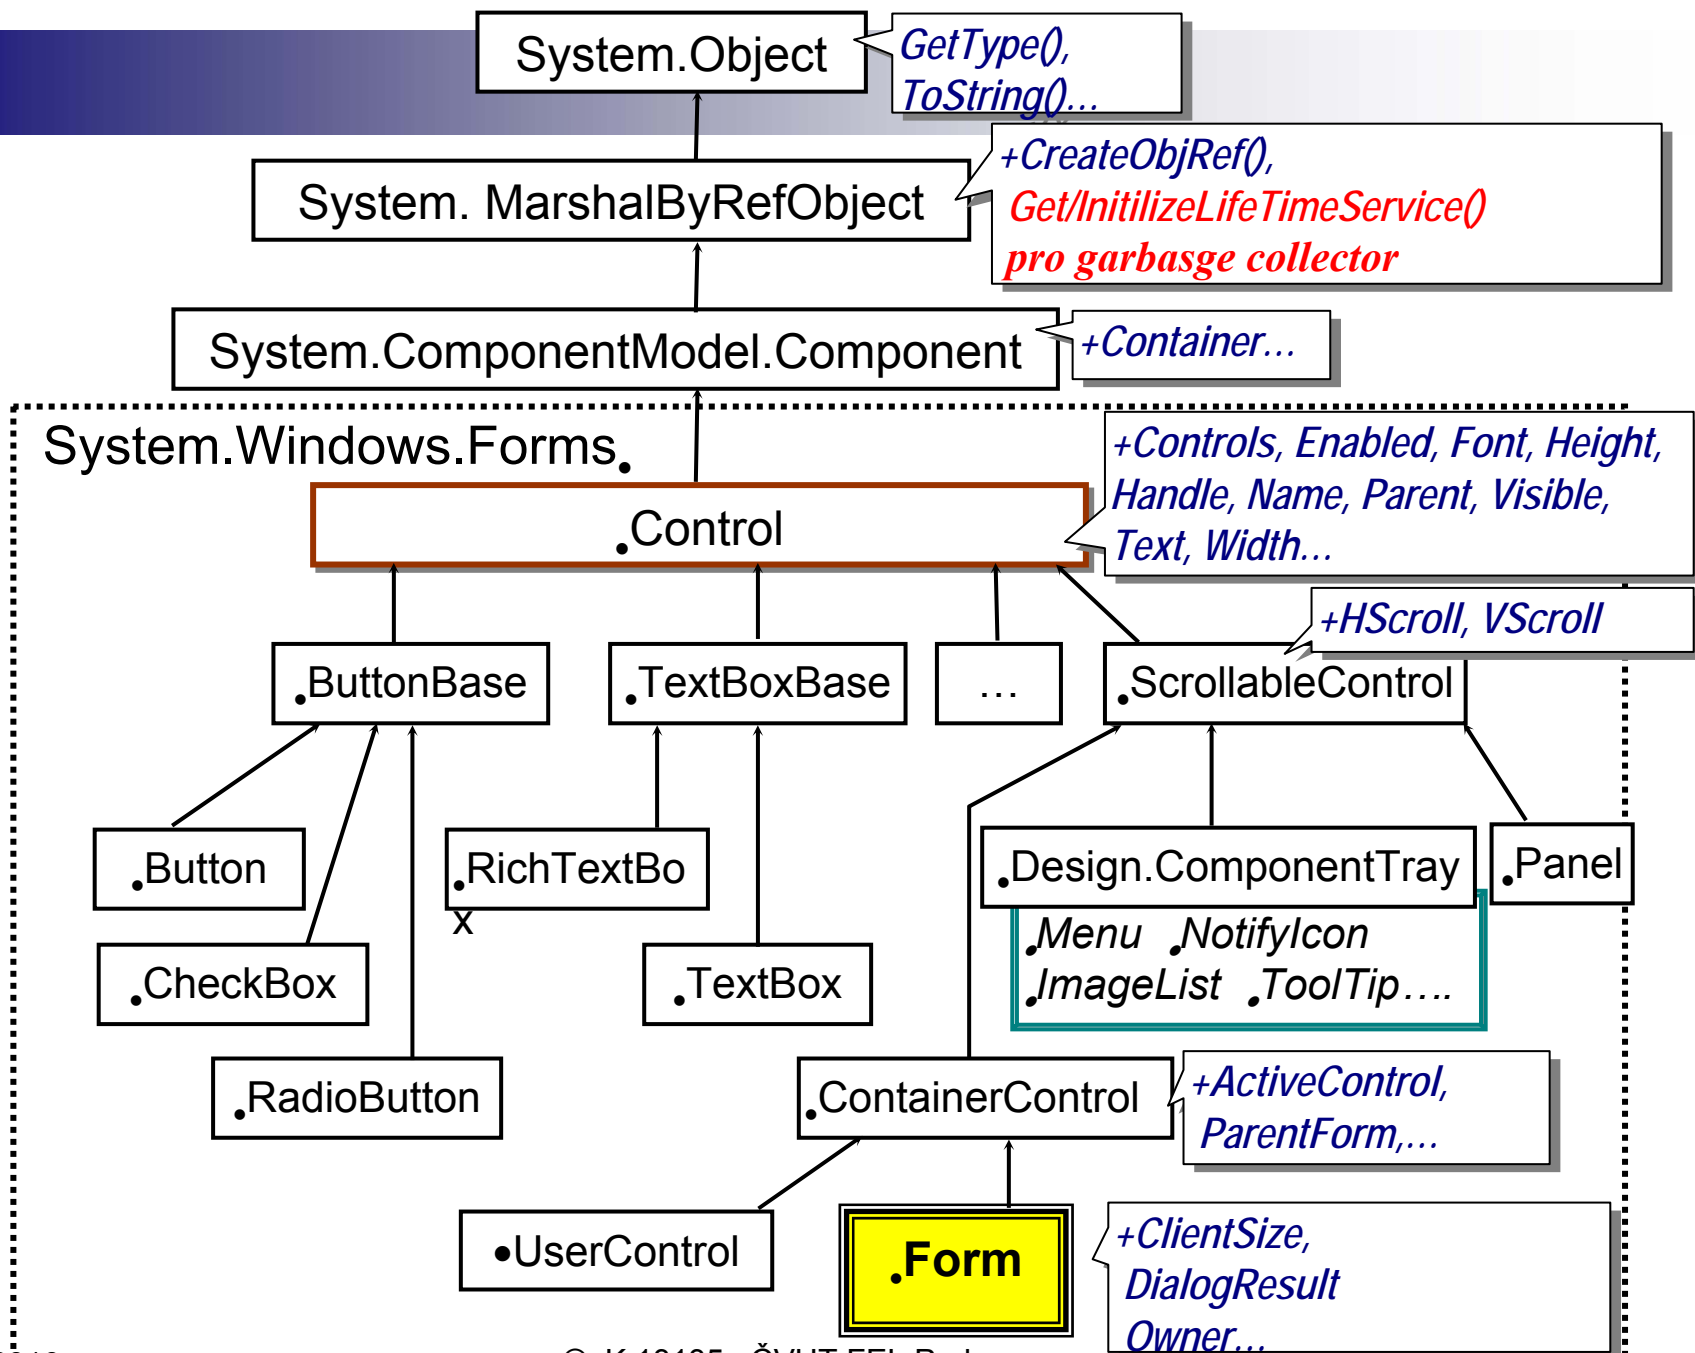 System.Object
GetType(),
ToString()...
System. MarshalByRefObject
+CreateObjRef(),
Get/InitilizeLifeTimeService()
pro garbasge collector
System.ComponentModel.Component
+Container...
System.Windows.Forms.
.Control
+Controls, Enabled, Font, Height,
Handle, Name, Parent, Visible,
Text, Width...
+HScroll, VScroll
.ButtonBase
.TextBoxBase
...
.ScrollableControl
.Button
.RichTextBo
x
.Design.ComponentTray
.Panel
.Menu .NotifyIcon
.ImageList .ToolTip....
.CheckBox
.TextBox
.RadioButton
.ContainerControl
+ActiveControl,
ParentForm,...
•UserControl
.Form
+ClientSize,
DialogResult
Owner...